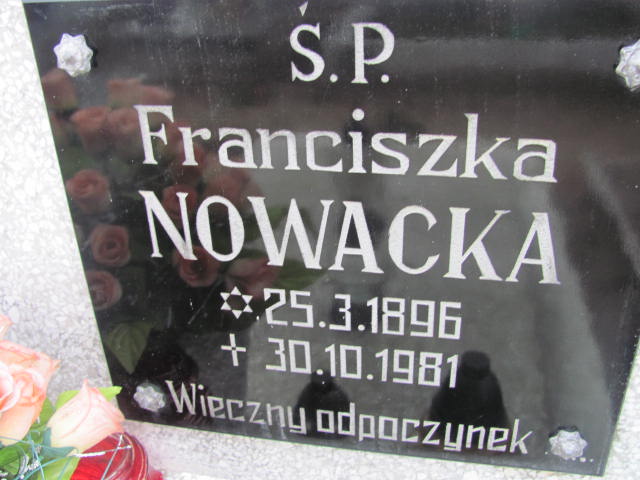 Ś.P.
Franciszka
NOWACKA
✡ 25.3.1896
+ 30.10.1981
Wieczny odpoczynek